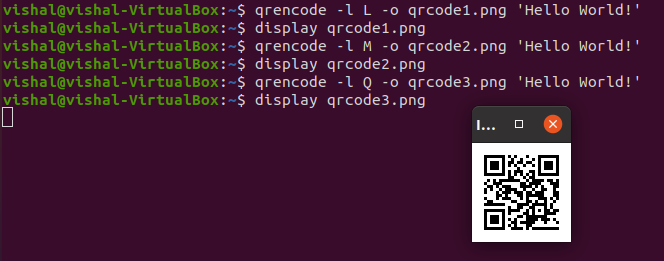 vishal@vishal-VirtualBox:~$ qrencode -l L -o qrcode1.png 'Hello World!'
vishal@vishal-VirtualBox:~$ display qrcode1.png
vishal@vishal-VirtualBox:~$ qrencode -l M -o qrcode2.png 'Hello World!'
vishal@vishal-VirtualBox:~$ display qrcode2.png
vishal@vishal-VirtualBox:~$ qrencode -l Q -o qrcode3.png 'Hello World!'
vishal@vishal-VirtualBox:~$ display qrcode3.png
I...